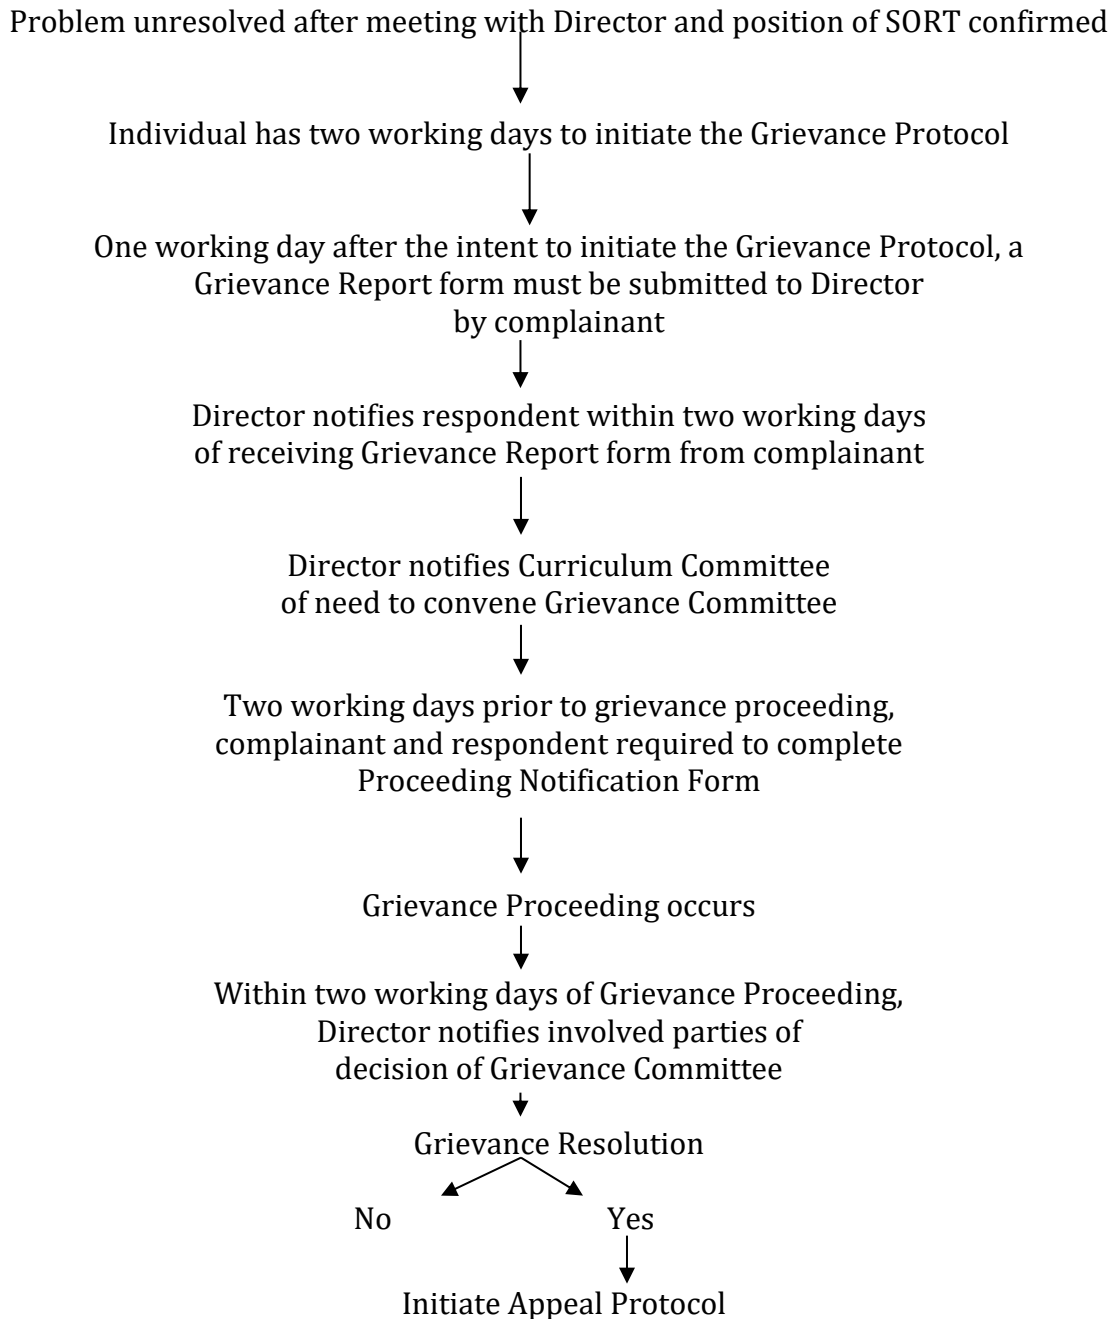 Problem unresolved after meeting with Director and position of SORT confirmed
Individual has two working days to initiate the Grievance Protocol
One working day after the intent to initiate the Grievance Protocol, a
Grievance Report form must be submitted to Director
by complainant
Director notifies respondent within two working days
of receiving Grievance Report form from complainant
Director notifies Curriculum Committee
of need to convene Grievance Committee
Two working days prior to grievance proceeding,
complainant and respondent required to complete
Proceeding Notification Form
Grievance Proceeding occurs
Within two working days of Grievance Proceeding,
Director notifies involved parties of
decision of Grievance Committee
Grievance Resolution
No Yes
Initiate Appeal Protocol